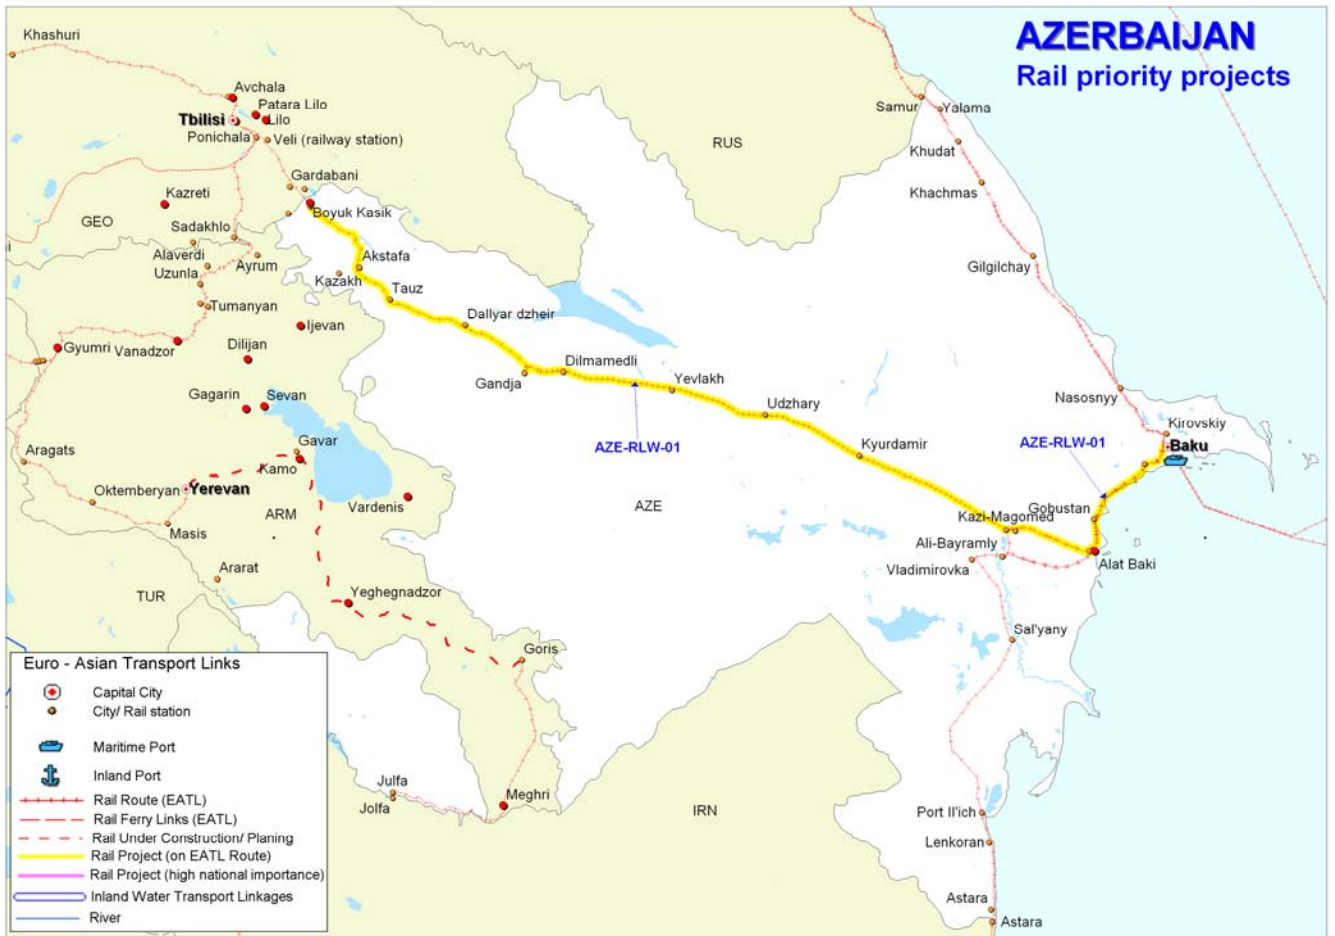 AZERBAIJAN
Rail priority projects
Khashuri
Avchala
Patara Lilo
Tbilisi
Lilo
Ponichala
Veli (railway station)
Gardabani
Kazreti
Boyuk Kasik
GEO
Sadakhlo
Alaverdi
Ayrum
Uzunla
Akstafa
Kazakh
Tauz
Tumanyan
Ijevan
Gyumri
Vanadzor
Dilijan
Dallyar dzheir
Gagarin
Sevan
Gandja
Dilmamedli
Yevlakh
Udzhary
Gavar
Aragats
Kamo
AZE-RLW-01
Kyurdamir
Oktemberyan
Yerevan
Vardenis
ARM
AZE
Masis
Ararat
TUR
Yeghegnadzor
Goris
RUS
Samur
Yalama
Khudat
Khachmas
Gilgilchay
Nasosnyy
Kirovskiy
AZE-RLW-01
Baku
Gobustan
Kazi-Magomed
Ali-Bayramly
Vladimirovka
Alat Baki
Sal'yany
Julfa
Jolfa
Meghri
IRN
Port Il'ich
Lenkoran
Astara
Astara
Euro - Asian Transport Links
Capital City
City/ Rail station
Maritime Port
Inland Port
Rail Route (EATL)
Rail Ferry Links (EATL)
Rail Under Construction/ Planing
Rail Project (on EATL Route)
Rail Project (high national importance)
Inland Water Transport Linkages
River